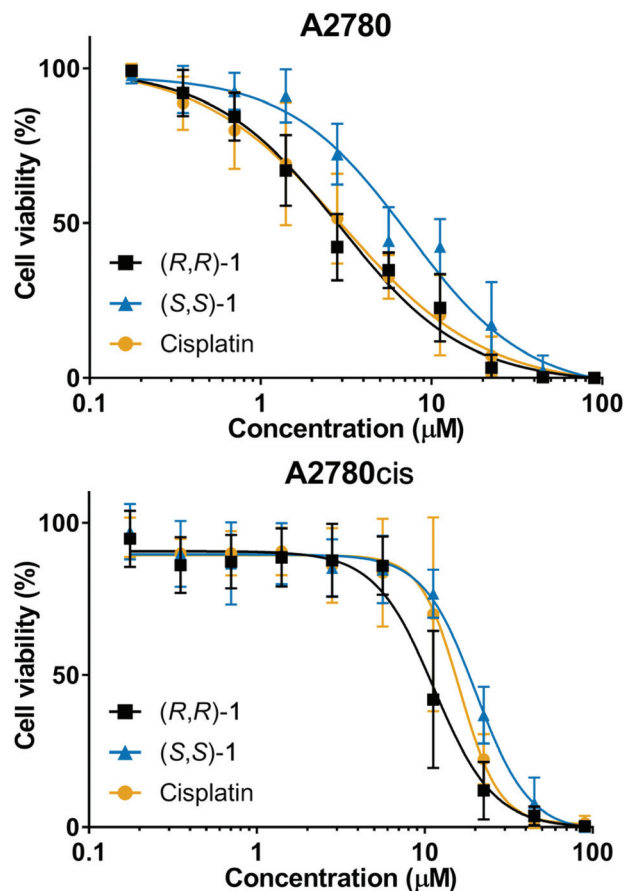 A2780
Cell viability (%)
100
50
0
(R,R)-1
(S,S)-1
Cisplatin
0.1 1 10 100
Concentration (μM)
A2780cis
Cell viability (%)
100
50
0
(R,R)-1
(S,S)-1
Cisplatin
0.1 1 10 100
Concentration (μM)